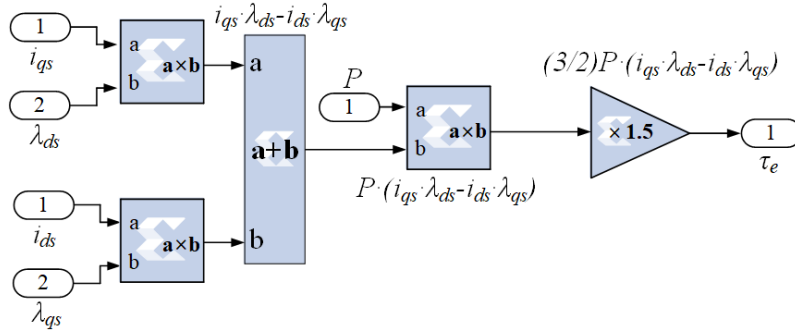 i_qs·λ_ds-i_ds·λ_qs
1
i_qs
a
b
a×b
2
λ_ds
a
a+b
b
P
1
a
b
a×b
P·(i_qs·λ_ds-i_ds·λ_qs)
(3/2)P·(i_qs·λ_ds-i_ds·λ_qs)
× 1.5
1
τ_e
1
i_ds
a
b
a×b
2
λ_qs